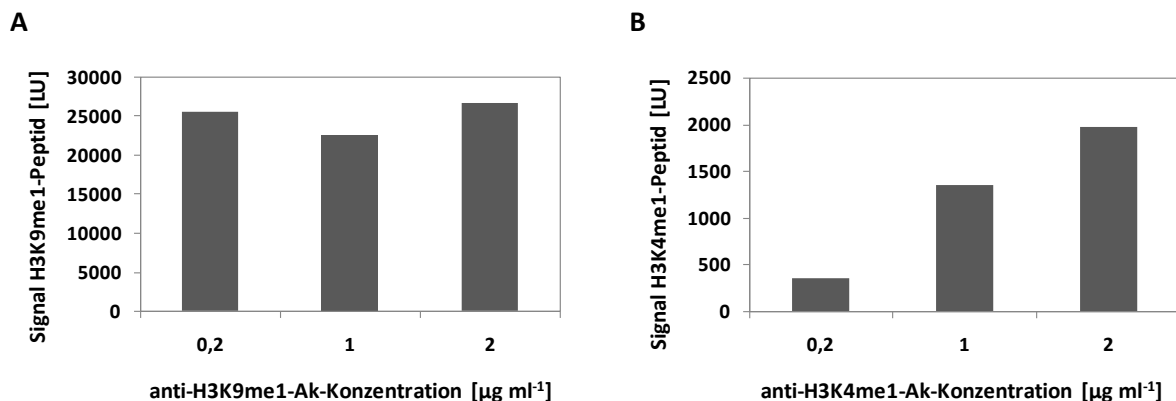 A
Signal H3K9me1-Peptid [LU]
30000
25000
20000
15000
10000
5000
0
0,2 1 2
anti-H3K9me1-Ak-Konzentration [µg ml-1]
B
Signal H3K4me1-Peptid [LU]
2500
2000
1500
1000
500
0
0,2 1 2
anti-H3K4me1-Ak-Konzentration [µg ml-1]